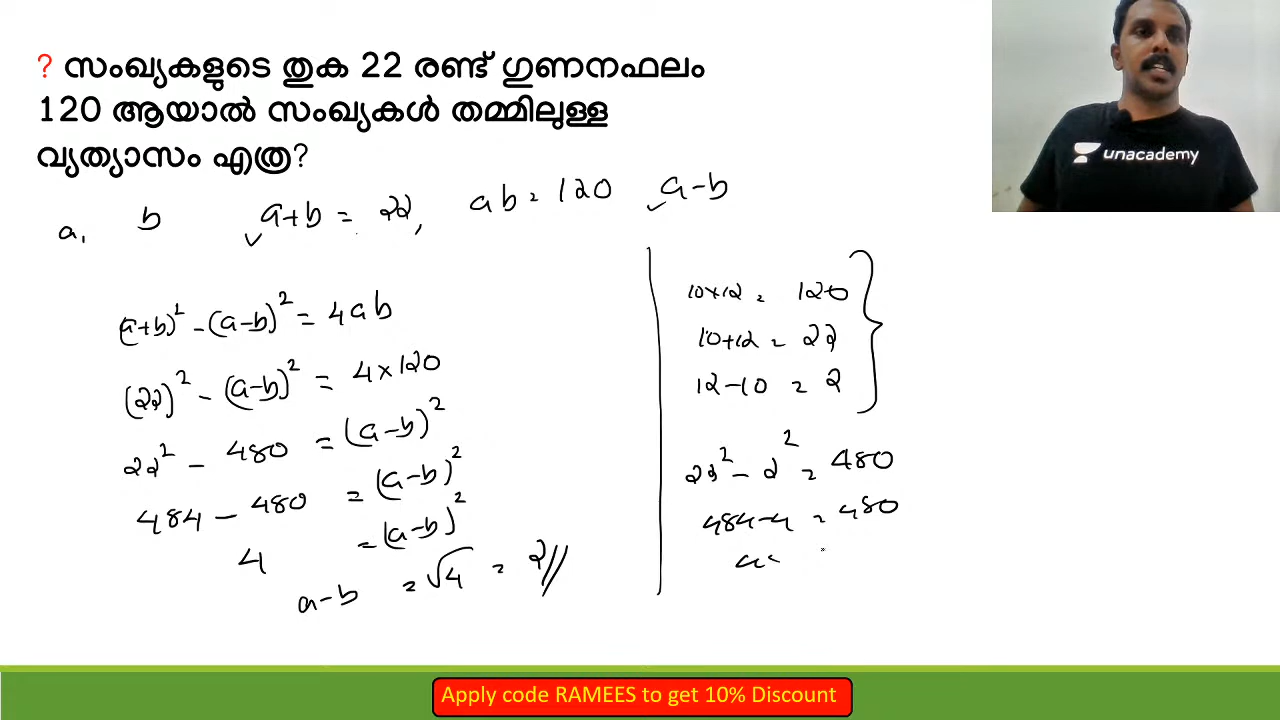 ? സംഖ്യകളുടെ തുക 22 രണ്ട് ഗുണനഫലം
120 ആയാൽ സംഖ്യകൾ തമ്മിലുള്ള
വ്യത്യാസം എത്ര?
unacademy
a, b a+b = 22, ab = 120 a-b
(a+b)² - (a-b)² = 4ab
(22)² - (a-b)² = 4×120
22² - 480 = (a-b)²
484 - 480 = (a-b)²
4 = (a-b)²
a-b = √4 = 2//
10×12 = 120
10+12 = 22
12-10 = 2
22² - 2² = 480
484-4 = 480
Apply code RAMEES to get 10% Discount